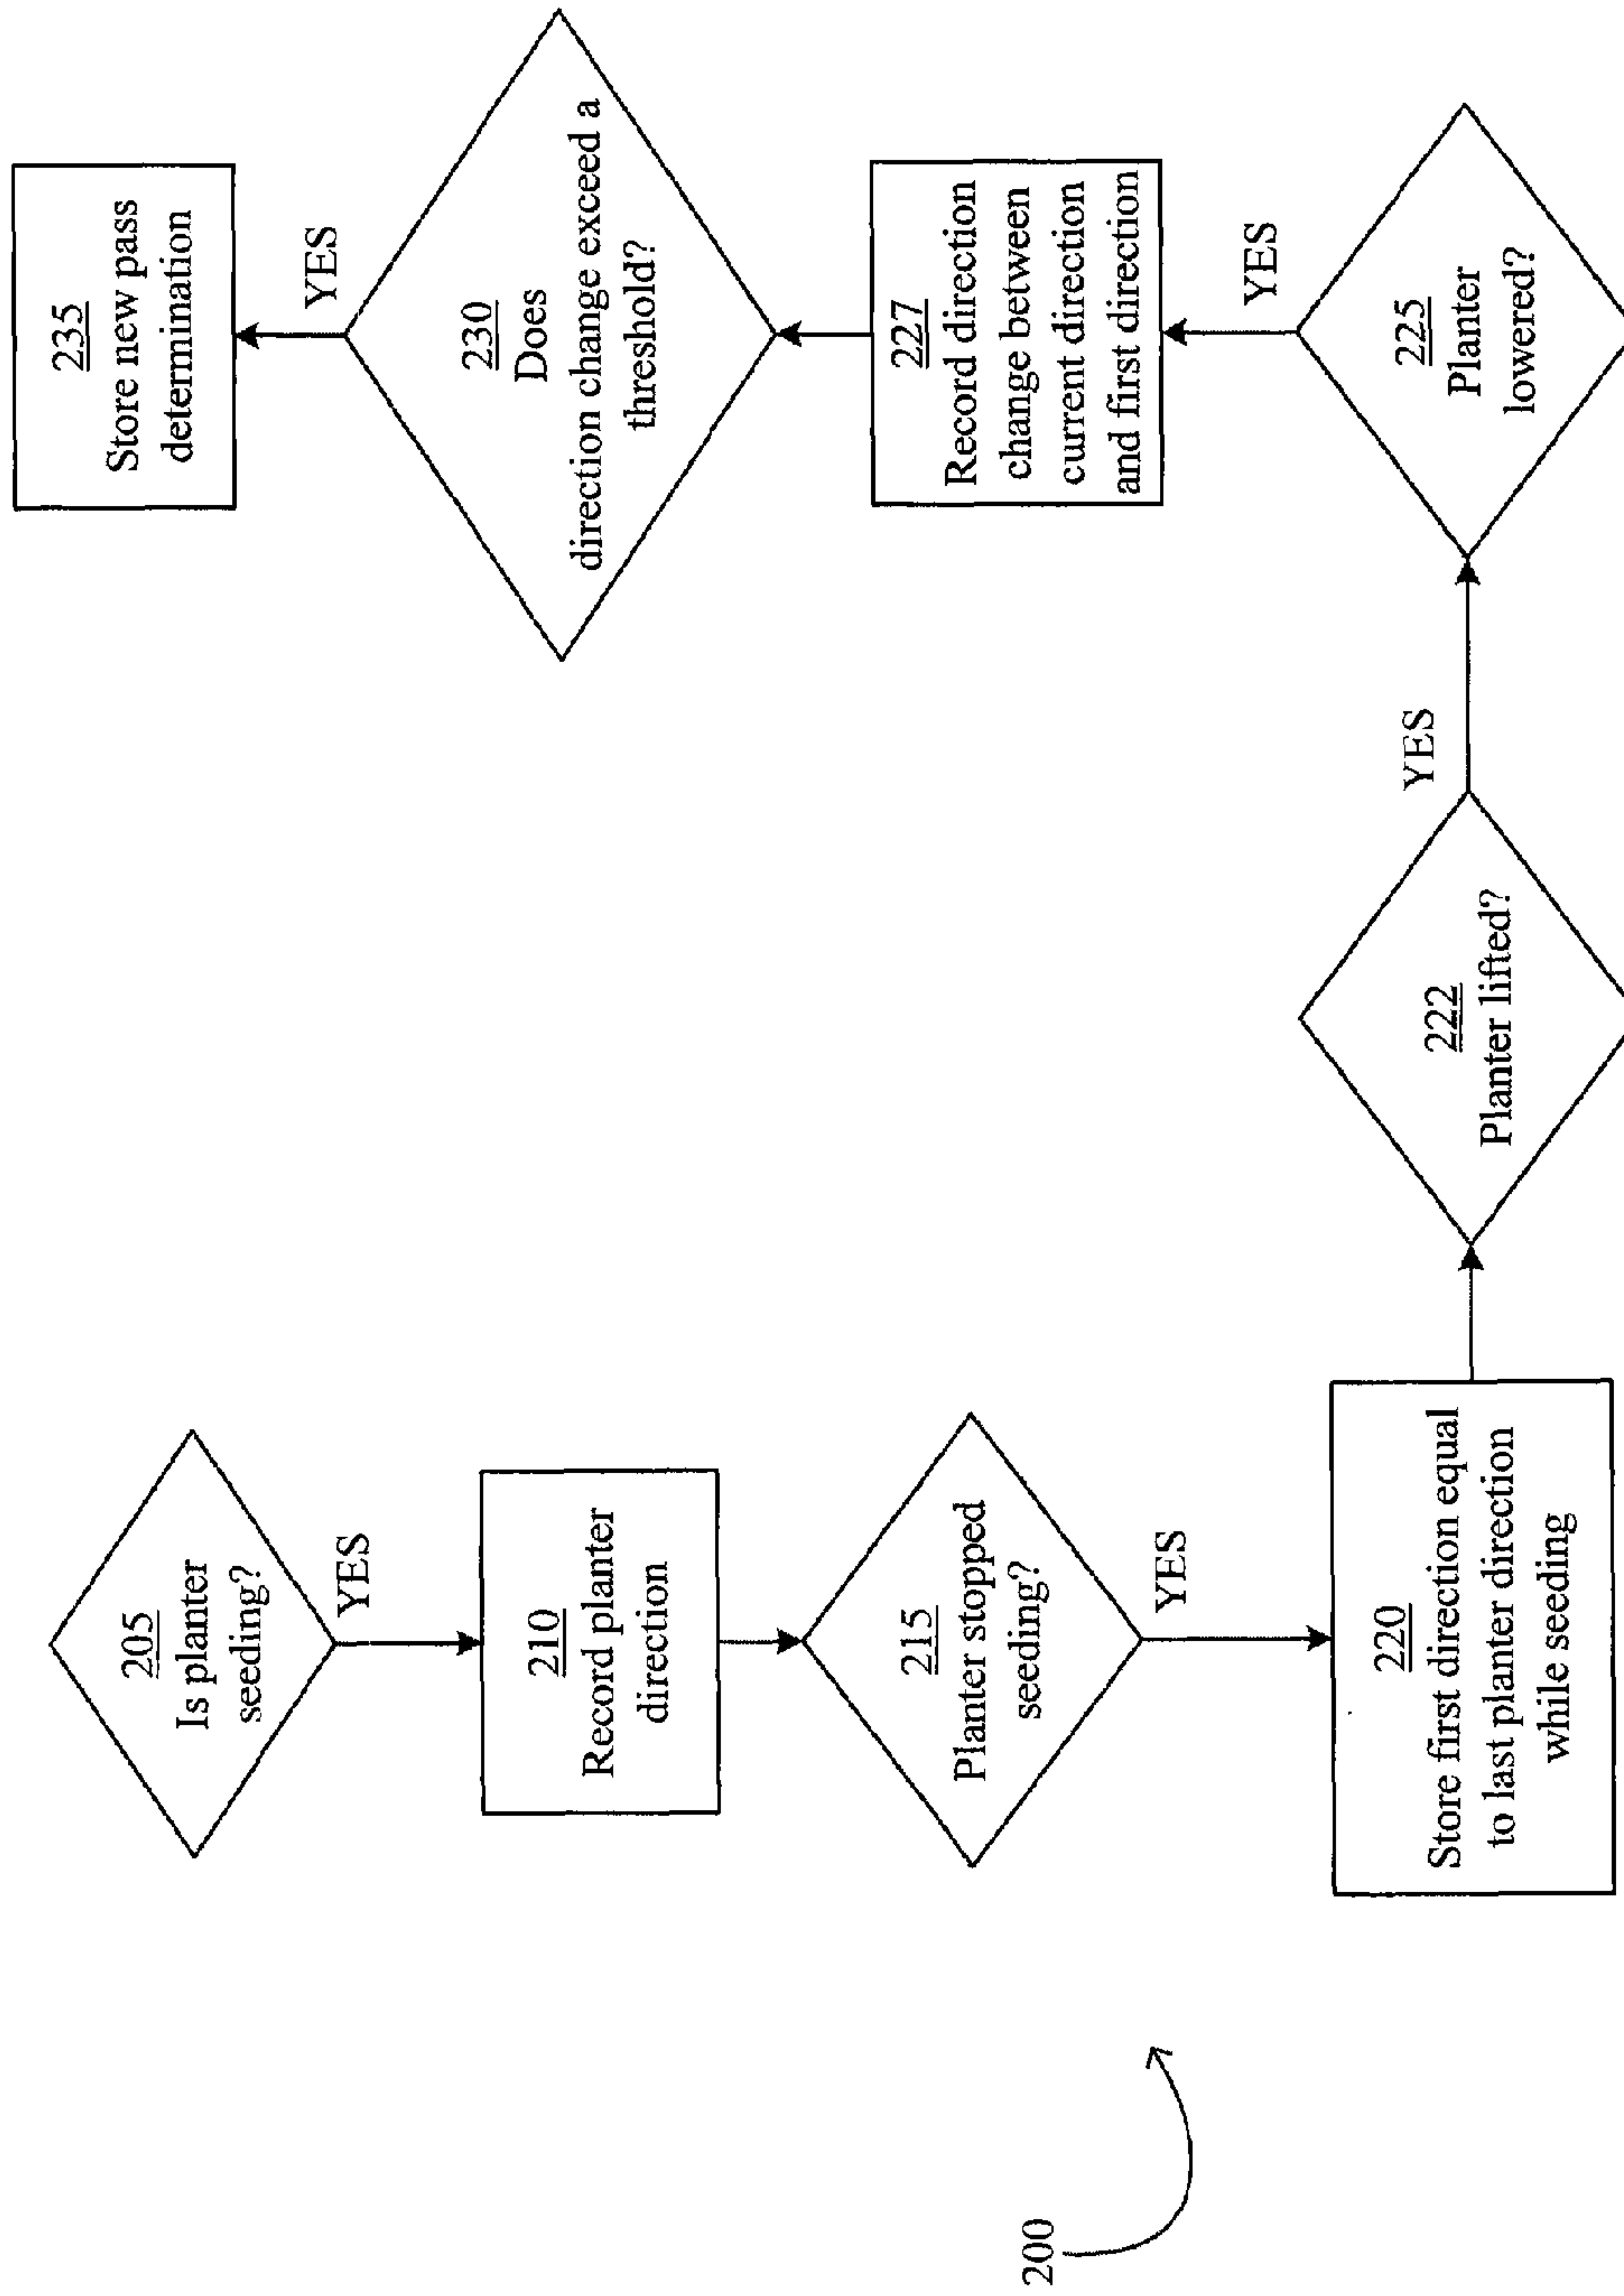 205
Is planter
seeding?
YES
210
Record planter
direction
215
Planter stopped
seeding?
YES
220
Store first direction equal
to last planter direction
while seeding
222
Planter lifted?
YES
225
Planter
lowered?
YES
227
Record direction
change between
current direction
and first direction
230
Does
direction change exceed a
threshold?
YES
235
Store new pass
determination
200